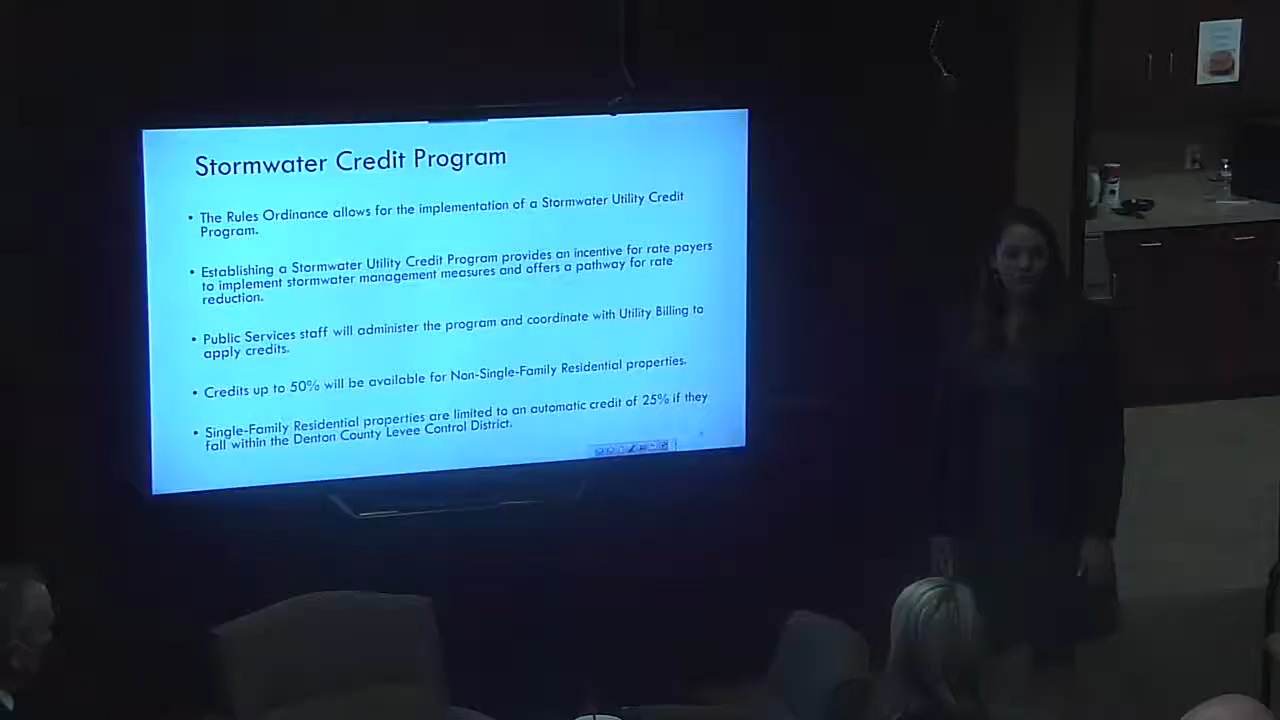 Stormwater Credit Program
• The Rules Ordinance allows for the implementation of a Stormwater Utility Credit
Program.
• Establishing a Stormwater Utility Credit Program provides an incentive for rate payers
to implement stormwater management measures and offers a pathway for rate
reduction.
• Public Services staff will administer the program and coordinate with Utility Billing to
apply credits.
• Credits up to 50% will be available for Non-Single-Family Residential properties.
• Single-Family Residential properties are limited to an automatic credit of 25% if they
fall within the Denton County Levee Control District.